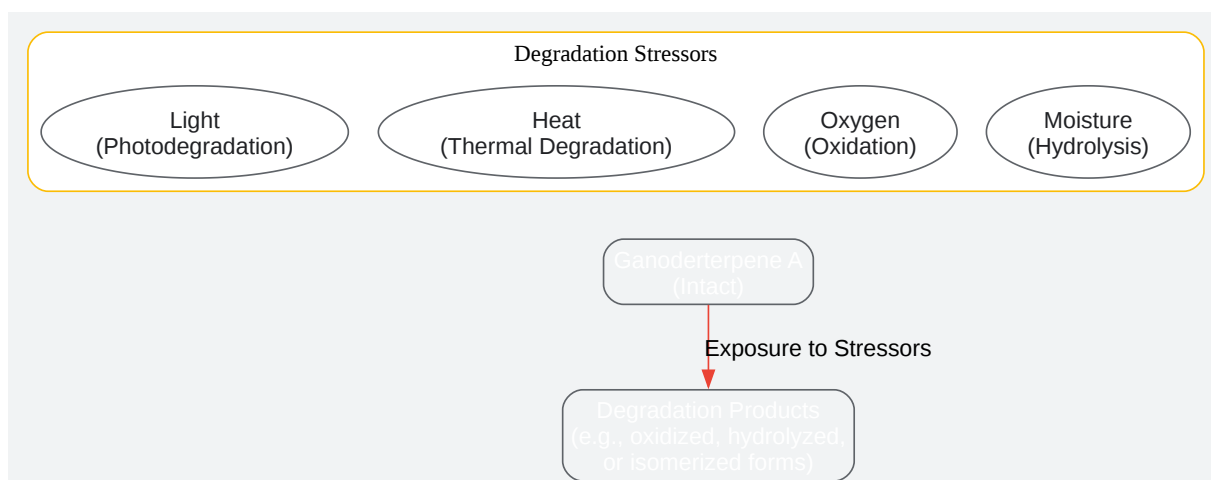 Degradation Stressors
Light
(Photodegradation)
Heat
(Thermal Degradation)
Oxygen
(Oxidation)
Moisture
(Hydrolysis)
Ganoderterpene A
(Intact)
Exposure to Stressors
Degradation Products
(e.g., oxidized, hydrolyzed,
or isomerized forms)